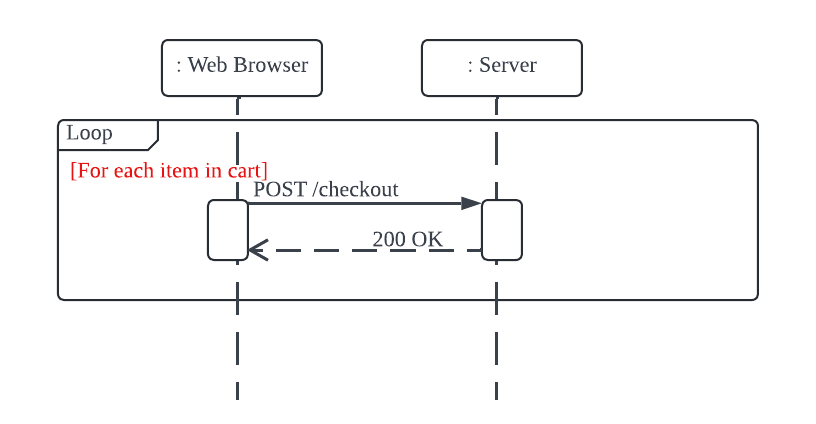 : Web Browser
: Server
Loop
[For each item in cart]
POST /checkout
200 OK